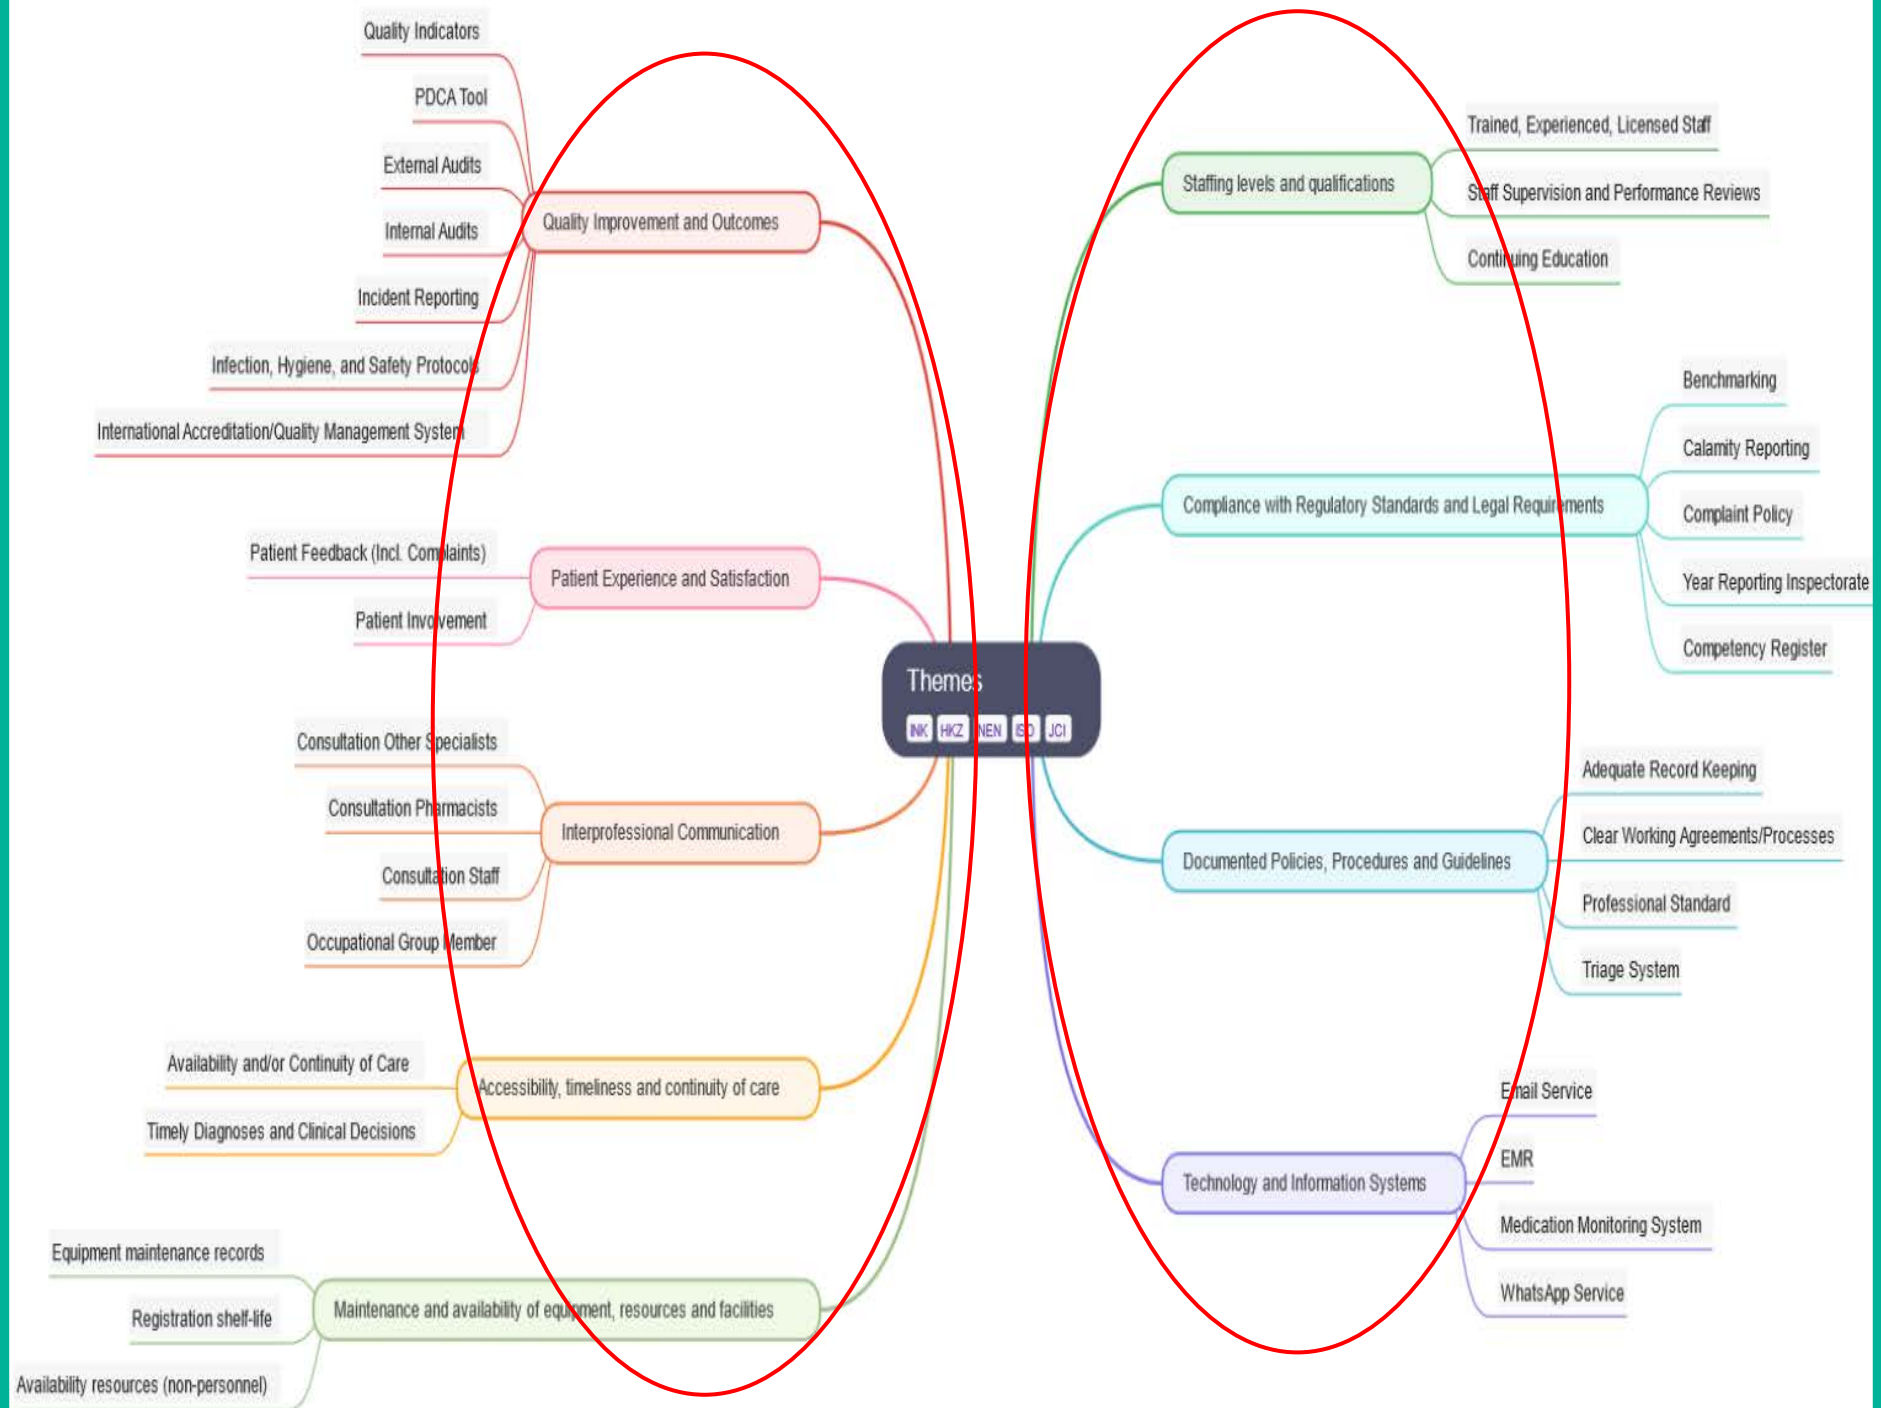 Quality Indicators
PDCA Tool
External Audits
Internal Audits
Incident Reporting
Infection, Hygiene, and Safety Protocols
International Accreditation/Quality Management System
Quality Improvement and Outcomes
Patient Feedback (Incl. Complaints)
Patient Involvement
Patient Experience and Satisfaction
Consultation Other Specialists
Consultation Pharmacists
Consultation Staff
Occupational Group Member
Interprofessional Communication
Availability and/or Continuity of Care
Timely Diagnoses and Clinical Decisions
Accessibility, timeliness and continuity of care
Equipment maintenance records
Registration shelf-life
Availability resources (non-personnel)
Maintenance and availability of equipment, resources and facilities
Themes
INK HKZ NEN ISO JCI
Staffing levels and qualifications
Trained, Experienced, Licensed Staff
Staff Supervision and Performance Reviews
Continuing Education
Compliance with Regulatory Standards and Legal Requirements
Benchmarking
Calamity Reporting
Complaint Policy
Year Reporting Inspectorate
Competency Register
Documented Policies, Procedures and Guidelines
Adequate Record Keeping
Clear Working Agreements/Processes
Professional Standard
Triage System
Technology and Information Systems
Email Service
EMR
Medication Monitoring System
WhatsApp Service